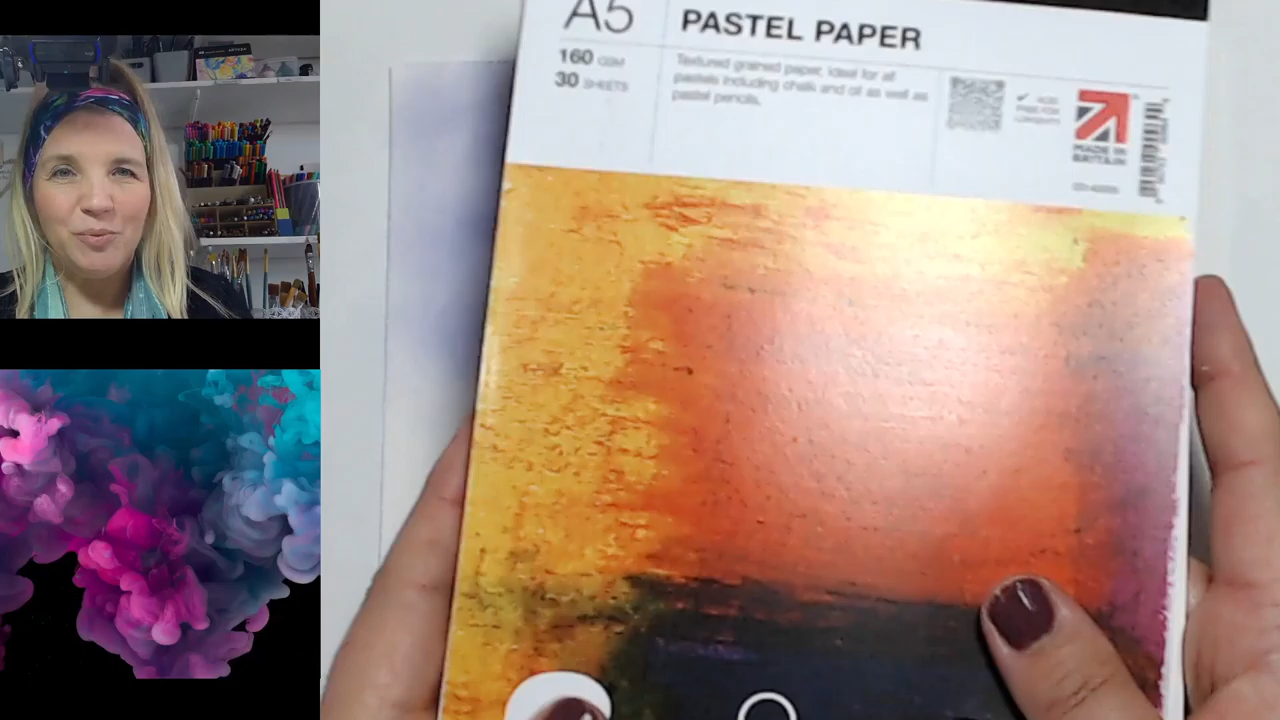 A5
PASTEL PAPER
160 GSM
30 SHEETS
Textured grained paper, ideal for all
pastels including chalk and oil as well as
pastel pencils.
MADE IN
BRITAIN